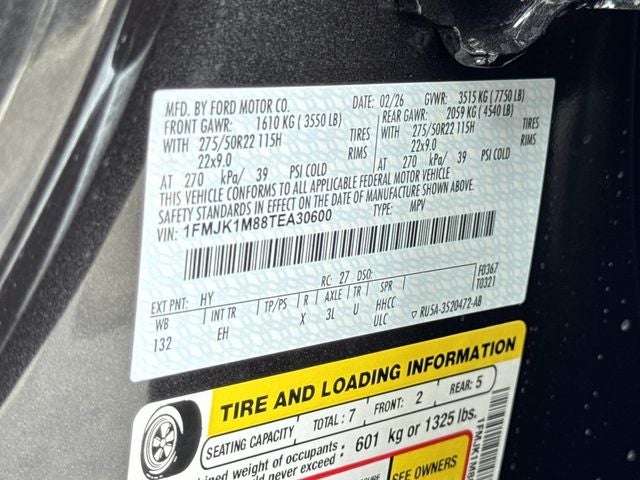 MFD. BY FORD MOTOR CO.
DATE: 02/26 GVWR: 3515 KG ( 7750 LB)
FRONT GAWR: 1610 KG ( 3550 LB)
REAR GAWR: 2059 KG ( 4540 LB)
WITH 275/50R22 115H TIRES
WITH 275/50R22 115H TIRES
22x9.0 RIMS
22x9.0 RIMS
AT 270 kPa/ 39 PSI COLD
AT 270 kPa/ 39 PSI COLD
THIS VEHICLE CONFORMS TO ALL APPLICABLE FEDERAL MOTOR VEHICLE
SAFETY STANDARDS IN EFFECT ON THE DATE OF MANUFACTURE SHOWN ABOVE.
VIN: 1FMJK1M88TEA30600
TYPE: MPV
F0367
T0321
EXT PNT: HY RC: 27 DSO:
WB INT TR TP/PS R AXLE TR SPR
132 EH X 3L U HHCC
ULC ▽ RU5A-3520472-AB
TIRE AND LOADING INFORMATION
SEATING CAPACITY TOTAL : 7 FRONT: 2 REAR: 5
weight of occupants
never exceed: 601 kg or 1325 lbs.
SEE OWNERS